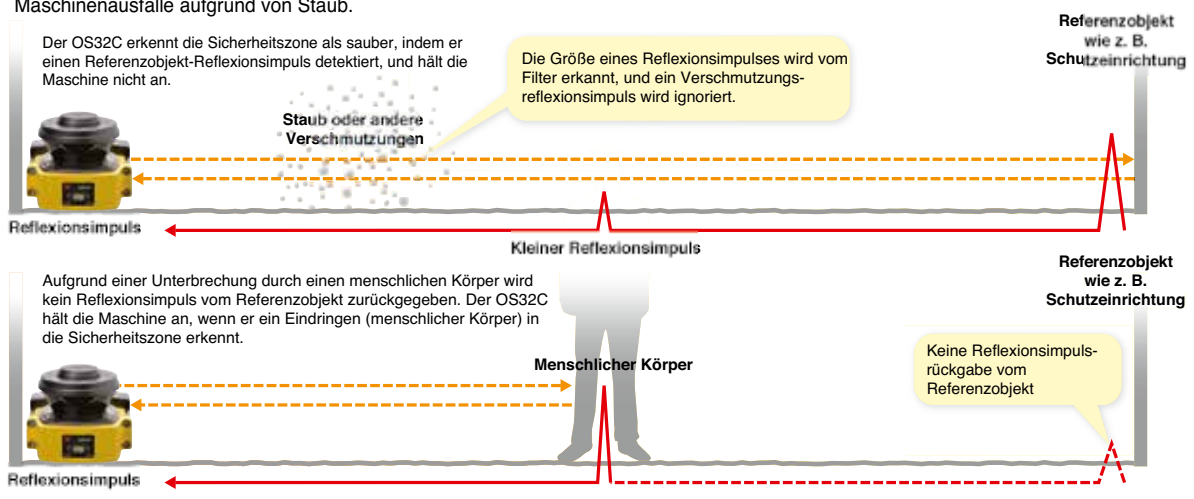 Maschinenausfälle aufgrund von Staub.
Der OS32C erkennt die Sicherheitszone als sauber, indem er
einen Referenzobjekt-Reflexionsimpuls detektiert, und hält die
Maschine nicht an.
Die Größe eines Reflexionsimpulses wird vom
Filter erkannt, und ein Verschmutzungs-
reflexionsimpuls wird ignoriert.
Referenzobjekt
wie z. B.
Schutzeinrichtung
Staub oder andere
Verschmutzungen
Reflexionsimpuls
Kleiner Reflexionsimpuls
Aufgrund einer Unterbrechung durch einen menschlichen Körper wird
kein Reflexionsimpuls vom Referenzobjekt zurückgegeben. Der OS32C
hält die Maschine an, wenn er ein Eindringen (menschlicher Körper) in
die Sicherheitszone erkennt.
Referenzobjekt
wie z. B.
Schutzeinrichtung
Menschlicher Körper
Keine Reflexionsimpuls-
rückgabe vom
Referenzobjekt
Reflexionsimpuls